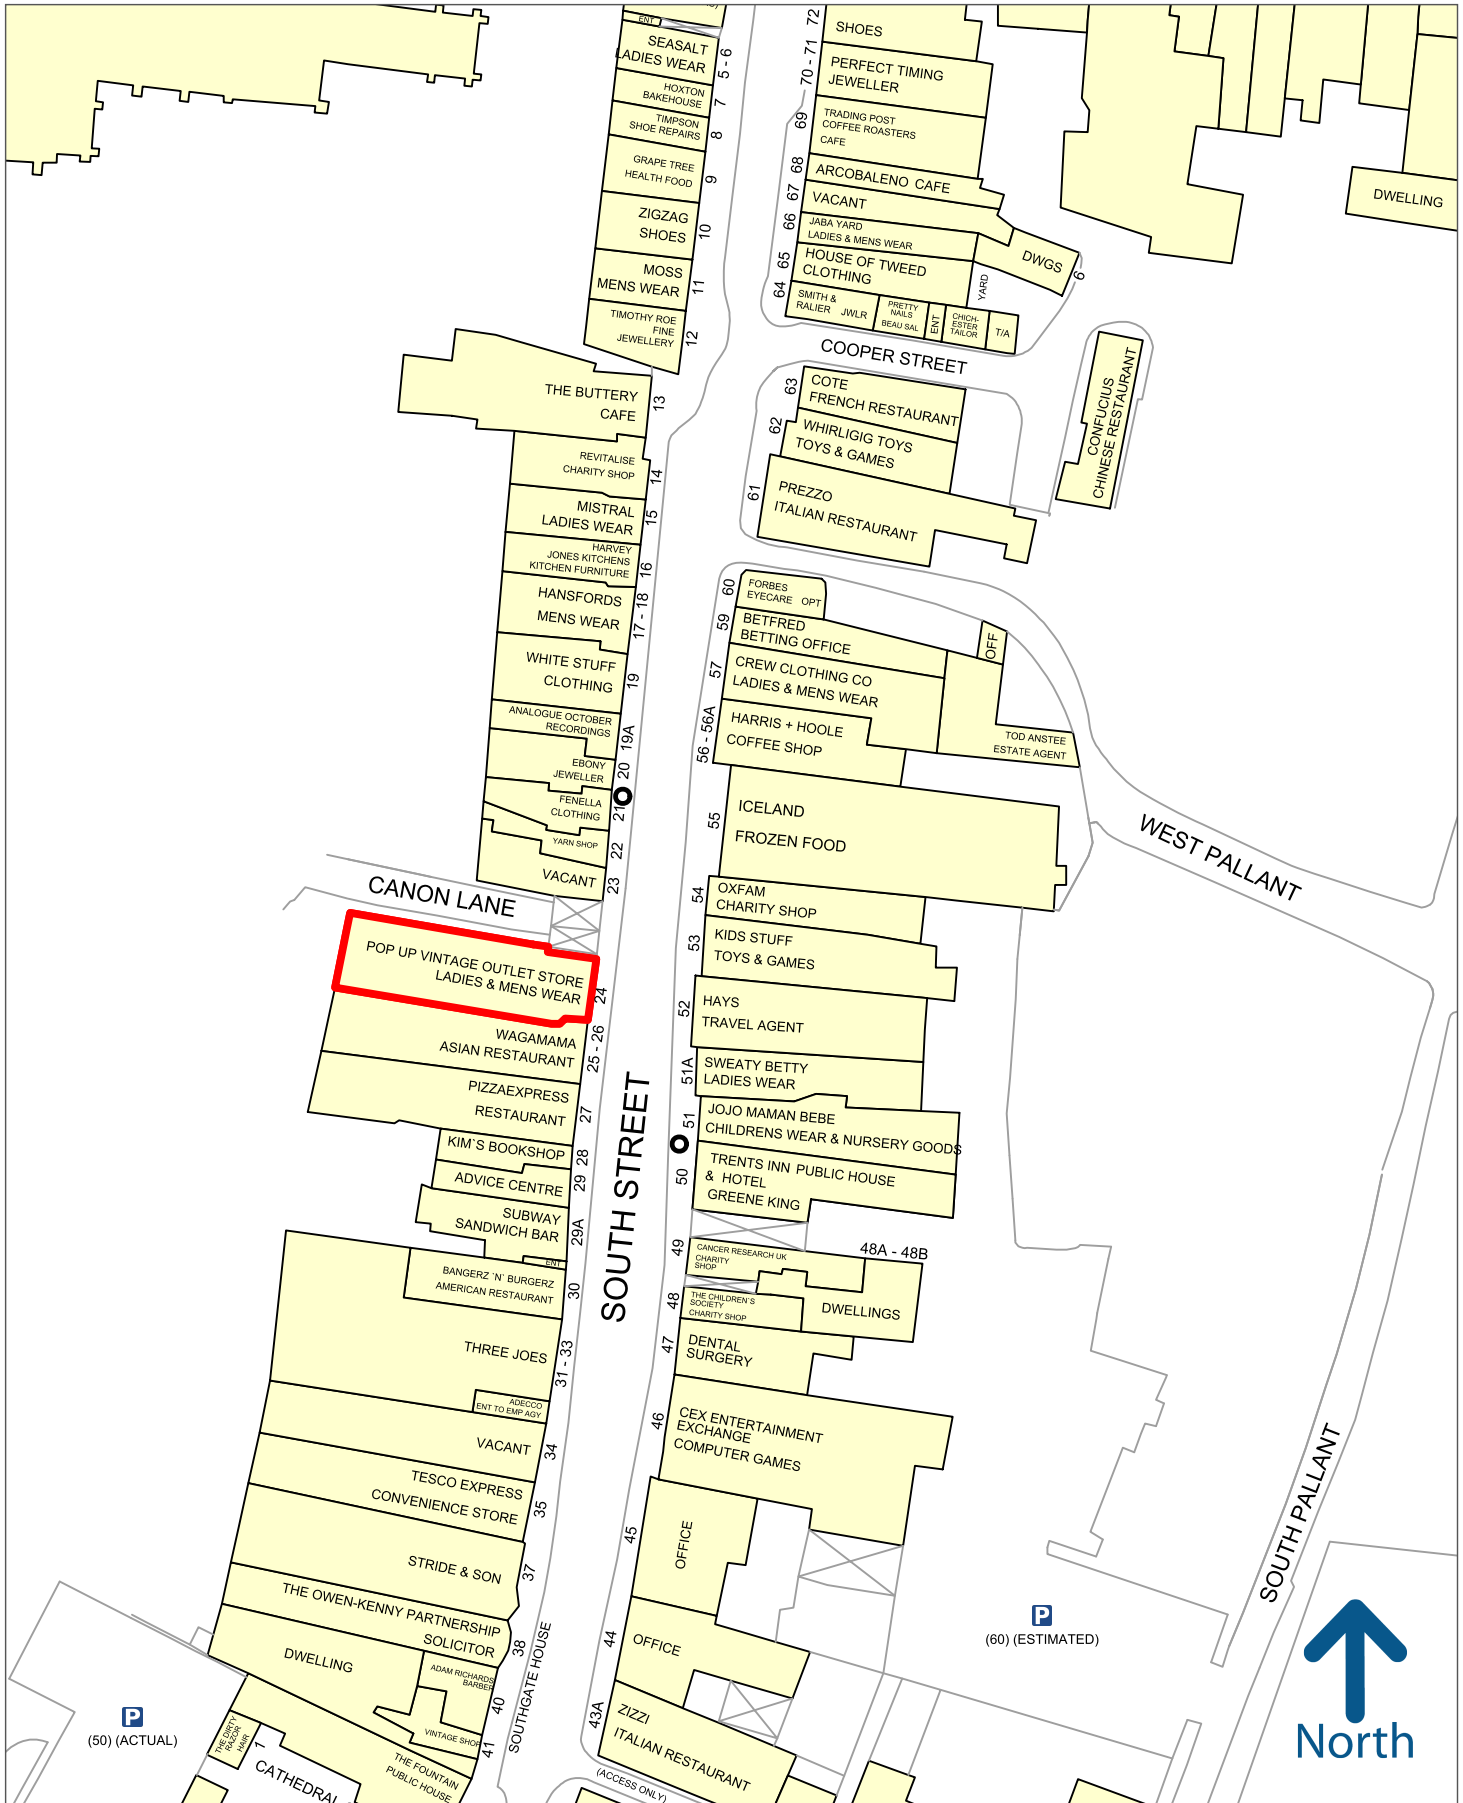 ENT
SEASALT
LADIES WEAR
5 - 6
HOXTON
BAKEHOUSE
7
TIMPSON
SHOE REPAIRS
8
GRAPE TREE
HEALTH FOOD
9
ZIGZAG
SHOES
10
MOSS
MENS WEAR
11
TIMOTHY ROE
FINE
JEWELLERY
12
THE BUTTERY
CAFE
13
REVITALISE
CHARITY SHOP
14
MISTRAL
LADIES WEAR
15
HARVEY
JONES KITCHENS
KITCHEN FURNITURE
16
HANSFORDS
MENS WEAR
17 - 18
WHITE STUFF
CLOTHING
19
ANALOGUE OCTOBER
RECORDINGS
19A
EBONY
JEWELLER
20
FENELLA
CLOTHING
21
YARN SHOP
22
VACANT
23
CANON LANE
POP UP VINTAGE OUTLET STORE
LADIES & MENS WEAR
24
WAGAMAMA
ASIAN RESTAURANT
25 - 26
PIZZAEXPRESS
RESTAURANT
27
KIM`S BOOKSHOP
28
ADVICE CENTRE
29
SUBWAY
SANDWICH BAR
29A
ENT
BANGERZ `N` BURGERZ
AMERICAN RESTAURANT
30
THREE JOES
31 - 33
ADECCO
ENT TO EMP AGY
VACANT
34
TESCO EXPRESS
CONVENIENCE STORE
35
STRIDE & SON
37
THE OWEN-KENNY PARTNERSHIP
SOLICITOR
38
DWELLING
ADAM RICHARDS
BARBER
40
VINTAGE SHOP
41
SOUTHGATE HOUSE
THE FOUNTAIN
PUBLIC HOUSE
THE DIRTY
RAZOR
HAIR
1
CATHEDRAL
P
(50) (ACTUAL)
SOUTH STREET
72
SHOES
70 - 71
PERFECT TIMING
JEWELLER
69
TRADING POST
COFFEE ROASTERS
CAFE
68
ARCOBALENO CAFE
67
VACANT
66
JABA YARD
LADIES & MENS WEAR
65
HOUSE OF TWEED
CLOTHING
64
SMITH &
RALIER JWLR
PRETTY
NAILS
BEAU SAL
ENT
CHICH-
ESTER
TAILOR
T/A
YARD
DWGS
6
DWELLING
COOPER STREET
63
COTE
FRENCH RESTAURANT
62
WHIRLIGIG TOYS
TOYS & GAMES
61
PREZZO
ITALIAN RESTAURANT
CONFUCIUS
CHINESE RESTAURANT
60
FORBES
EYECARE OPT
59
BETFRED
BETTING OFFICE
57
CREW CLOTHING CO
LADIES & MENS WEAR
OFF
TOD ANSTEE
ESTATE AGENT
56 - 56A
HARRIS + HOOLE
COFFEE SHOP
55
ICELAND
FROZEN FOOD
WEST PALLANT
54
OXFAM
CHARITY SHOP
53
KIDS STUFF
TOYS & GAMES
52
HAYS
TRAVEL AGENT
51A
SWEATY BETTY
LADIES WEAR
51
JOJO MAMAN BEBE
CHILDRENS WEAR & NURSERY GOODS
50
TRENTS INN PUBLIC HOUSE
& HOTEL
GREENE KING
49
CANCER RESEARCH UK
CHARITY
SHOP
48A - 48B
48
THE CHILDREN`S
SOCIETY
CHARITY SHOP
DWELLINGS
47
DENTAL
SURGERY
46
CEX ENTERTAINMENT
EXCHANGE
COMPUTER GAMES
45
OFFICE
44
OFFICE
43A
ZIZZI
ITALIAN RESTAURANT
(ACCESS ONLY)
P
(60) (ESTIMATED)
SOUTH PALLANT
North